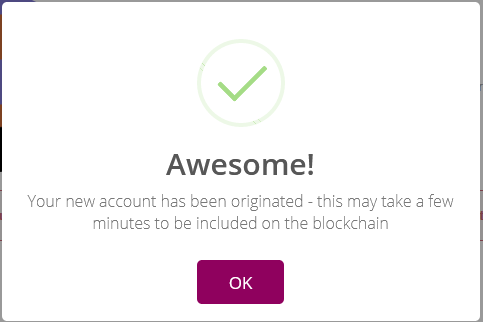 Awesome!
Your new account has been originated - this may take a few
minutes to be included on the blockchain
OK